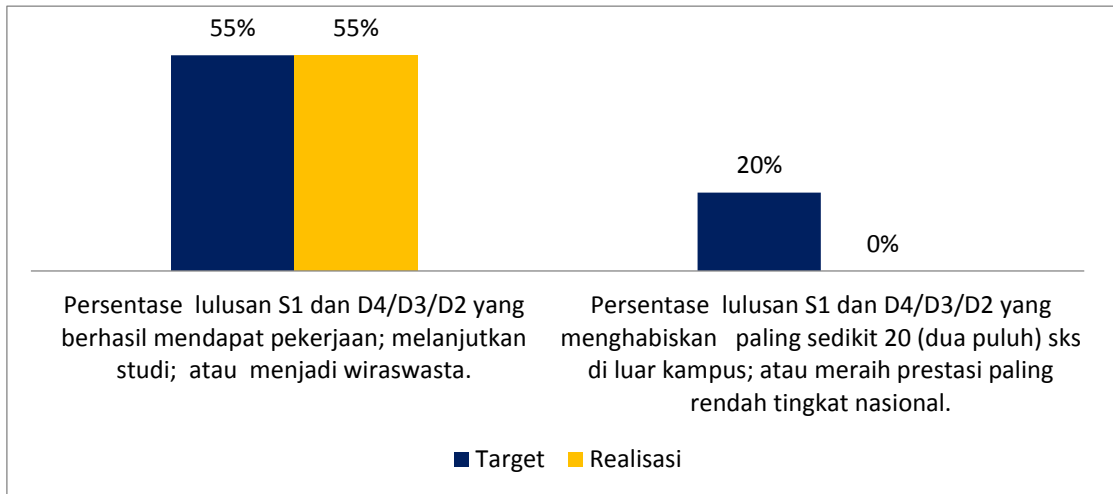 55% 55%
20%
0%
Persentase lulusan S1 dan D4/D3/D2 yang
berhasil mendapat pekerjaan; melanjutkan
studi; atau menjadi wiraswasta.
Persentase lulusan S1 dan D4/D3/D2 yang
menghabiskan paling sedikit 20 (dua puluh) sks
di luar kampus; atau meraih prestasi paling
rendah tingkat nasional.
Target Realisasi